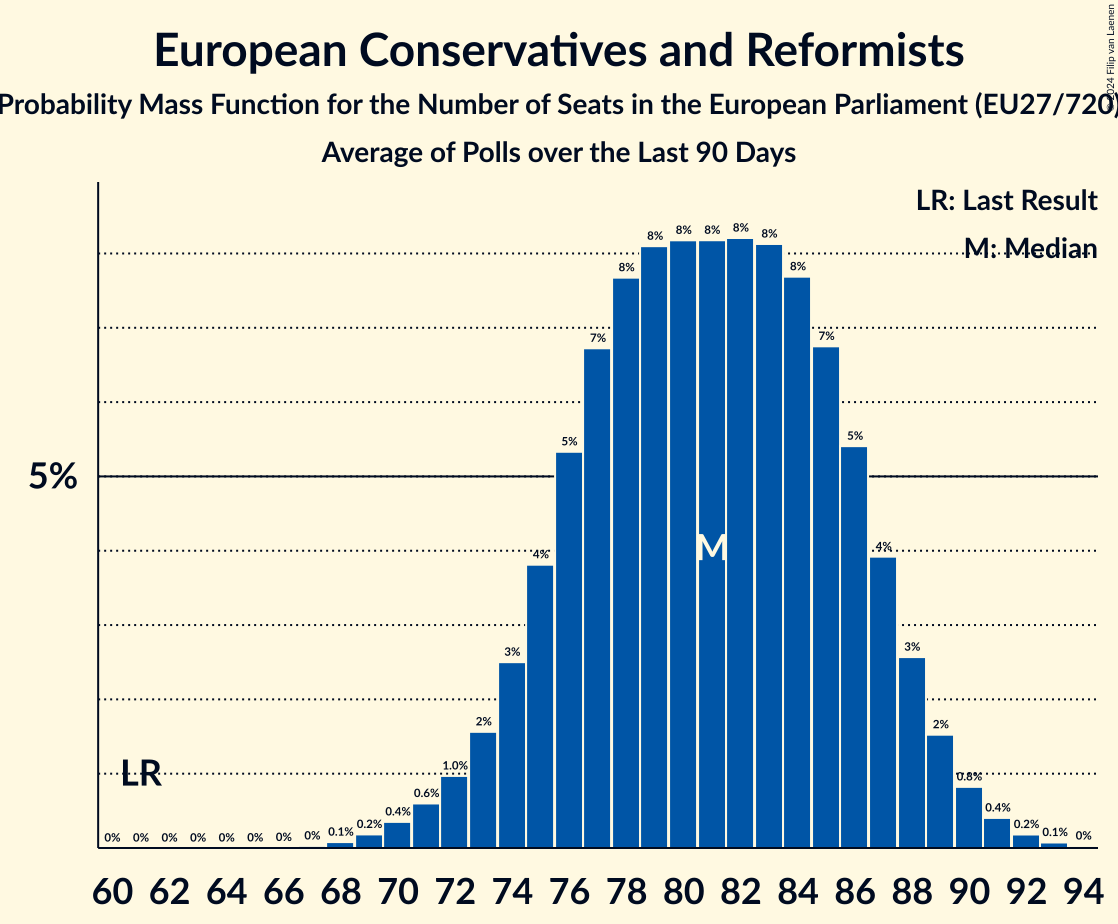 European Conservatives and Reformists
Probability Mass Function for the Number of Seats in the European Parliament (EU27/720)
Average of Polls over the Last 90 Days
© 2024 Filip van Laenen
LR: Last Result
M: Median
8% 8% 8% 8% 8%
8% 8%
7% 7%
5% 5%
5%
4% 4%
M
3% 3%
2% 2%
LR
1.0% 0.8%
0.6%
0.4% 0.4%
0% 0% 0% 0% 0% 0% 0% 0% 0.1% 0.2% 0.2% 0.1% 0%
60 62 64 66 68 70 72 74 76 78 80 82 84 86 88 90 92 94